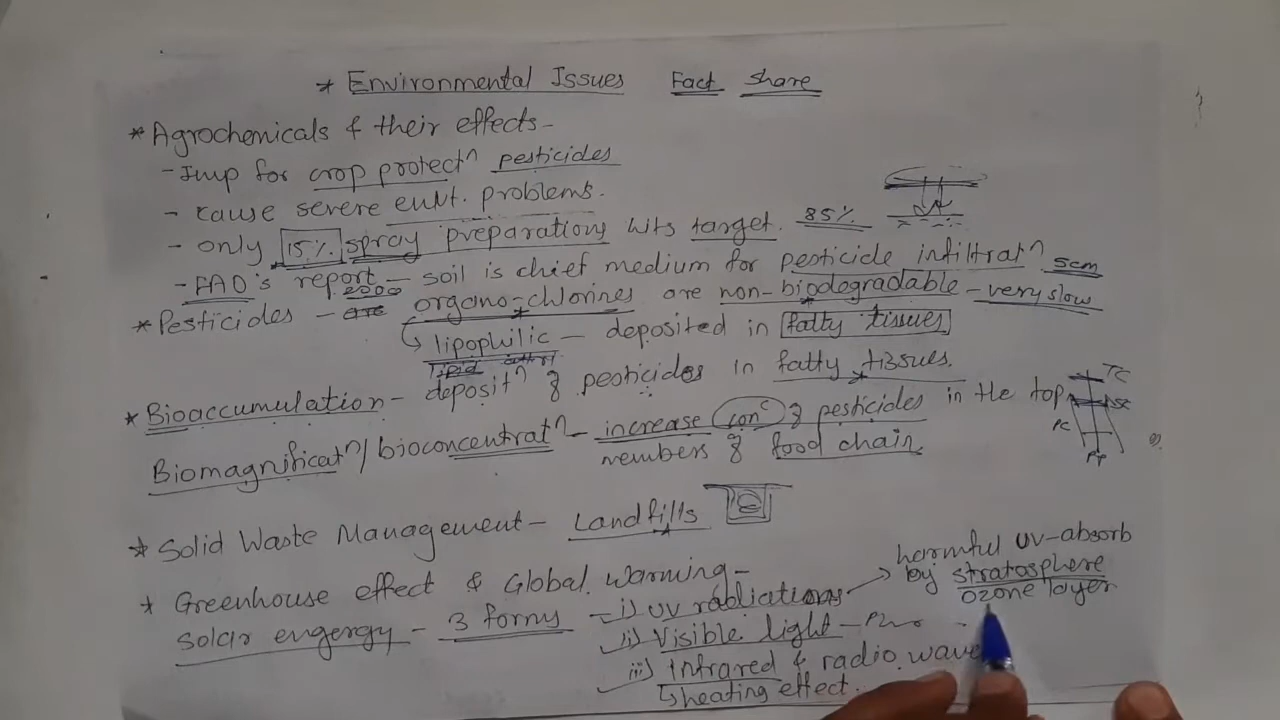 * Environmental Issues Fact Share
* Agrochemicals & their effects-
- Imp for crop protectⁿ pesticides
- cause severe envt. problems.
- only 15% spray preparations hits target. 85%
- FAO's report - soil is chief medium for pesticide infiltratⁿ 5cm
2000
* Pesticides - organo-chlorines are non-biodegradable - very slow
↳ lipophilic - deposited in fatty tissues
Lipid
* Bioaccumulation - depositⁿ of pesticides in fatty tissues.
Biomagnificatⁿ/bioconcentratⁿ - increase conᶜ of pesticides in the top
members of food chain
TC
SC
PC
* Solid Waste Management - Landfills
* Greenhouse effect & Global Warming -
solar engergy - 3 forms - i) UV radiations → harmful UV-absorb
by stratosphere
ozone layer
ii) Visible light -
iii) Infrared & radio wave
↳ heating effect.